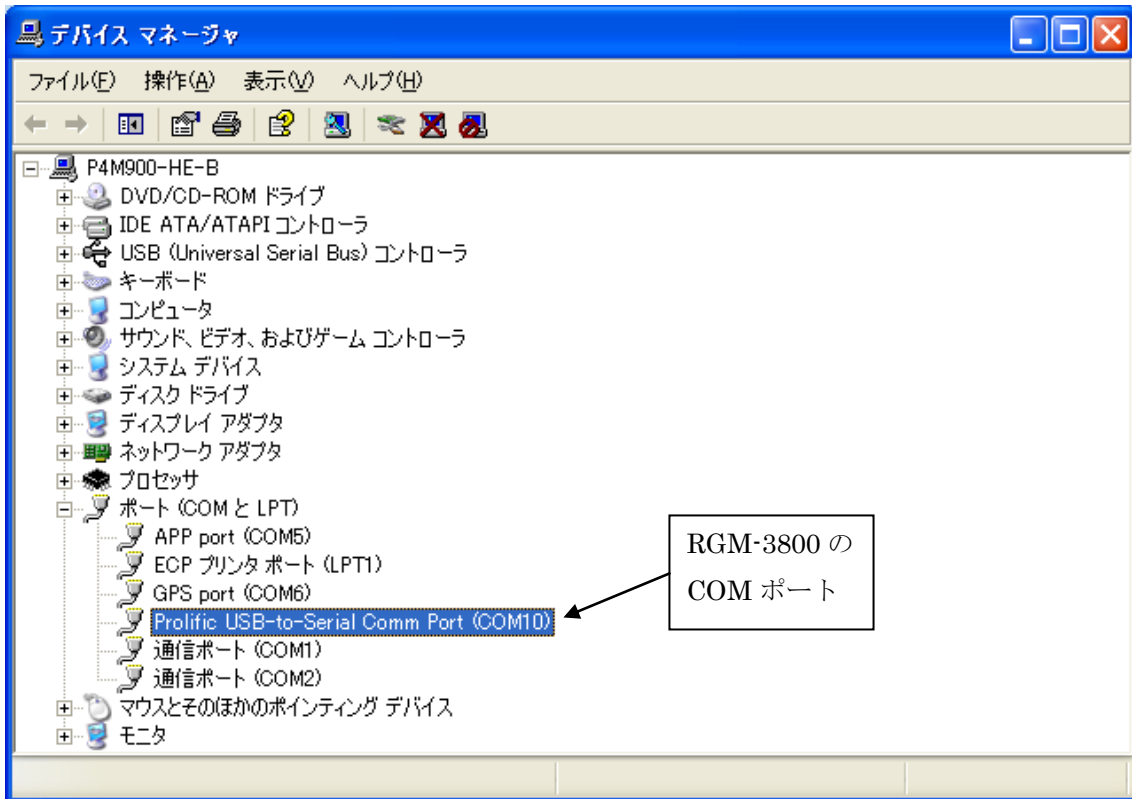 デバイス マネージャ
ファイル(F) 操作(A) 表示(V) ヘルプ(H)
P4M900-HE-B
DVD/CD-ROM ドライブ
IDE ATA/ATAPI コントローラ
USB (Universal Serial Bus) コントローラ
キーボード
コンピュータ
サウンド、ビデオ、およびゲーム コントローラ
システム デバイス
ディスク ドライブ
ディスプレイ アダプタ
ネットワーク アダプタ
プロセッサ
ポート (COM と LPT)
APP port (COM5)
ECP プリンタ ポート (LPT1)
GPS port (COM6)
Prolific USB-to-Serial Comm Port (COM10)
通信ポート (COM1)
通信ポート (COM2)
マウスとそのほかのポインティング デバイス
モニタ
RGM-3800 の
COM ポート